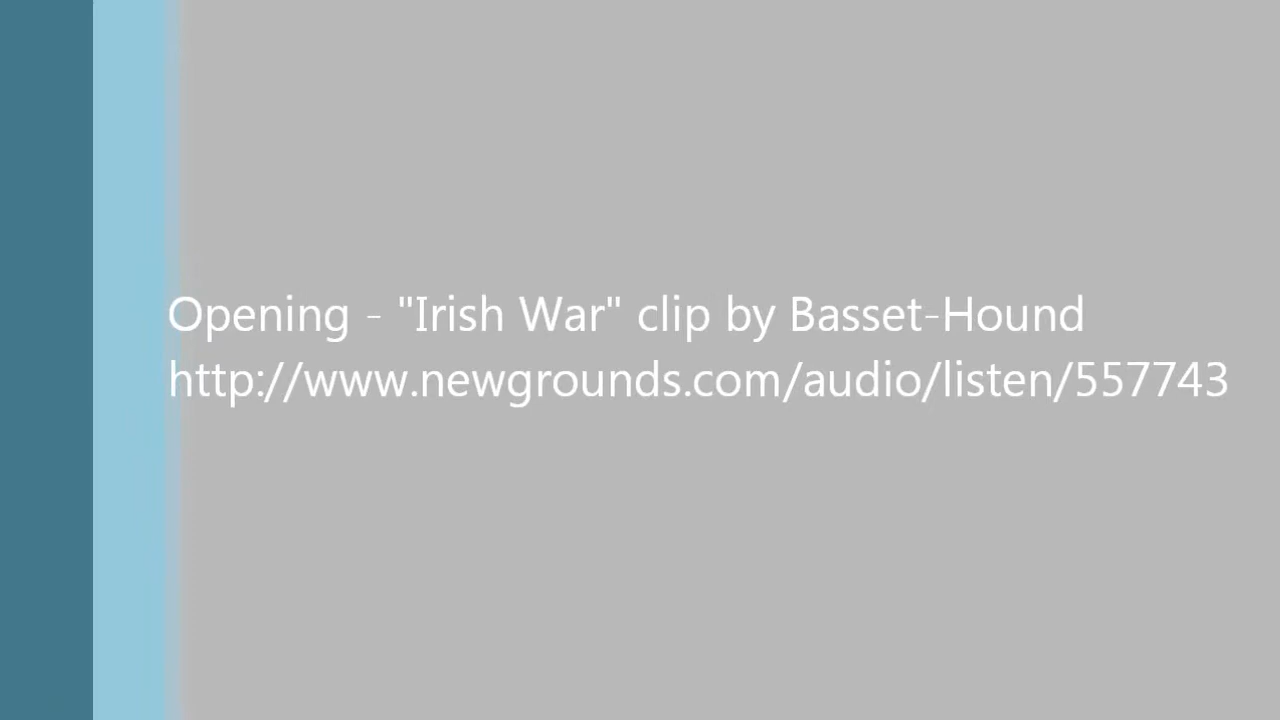 Opening - "Irish War" clip by Basset-Hound
http://www.newgrounds.com/audio/listen/557743